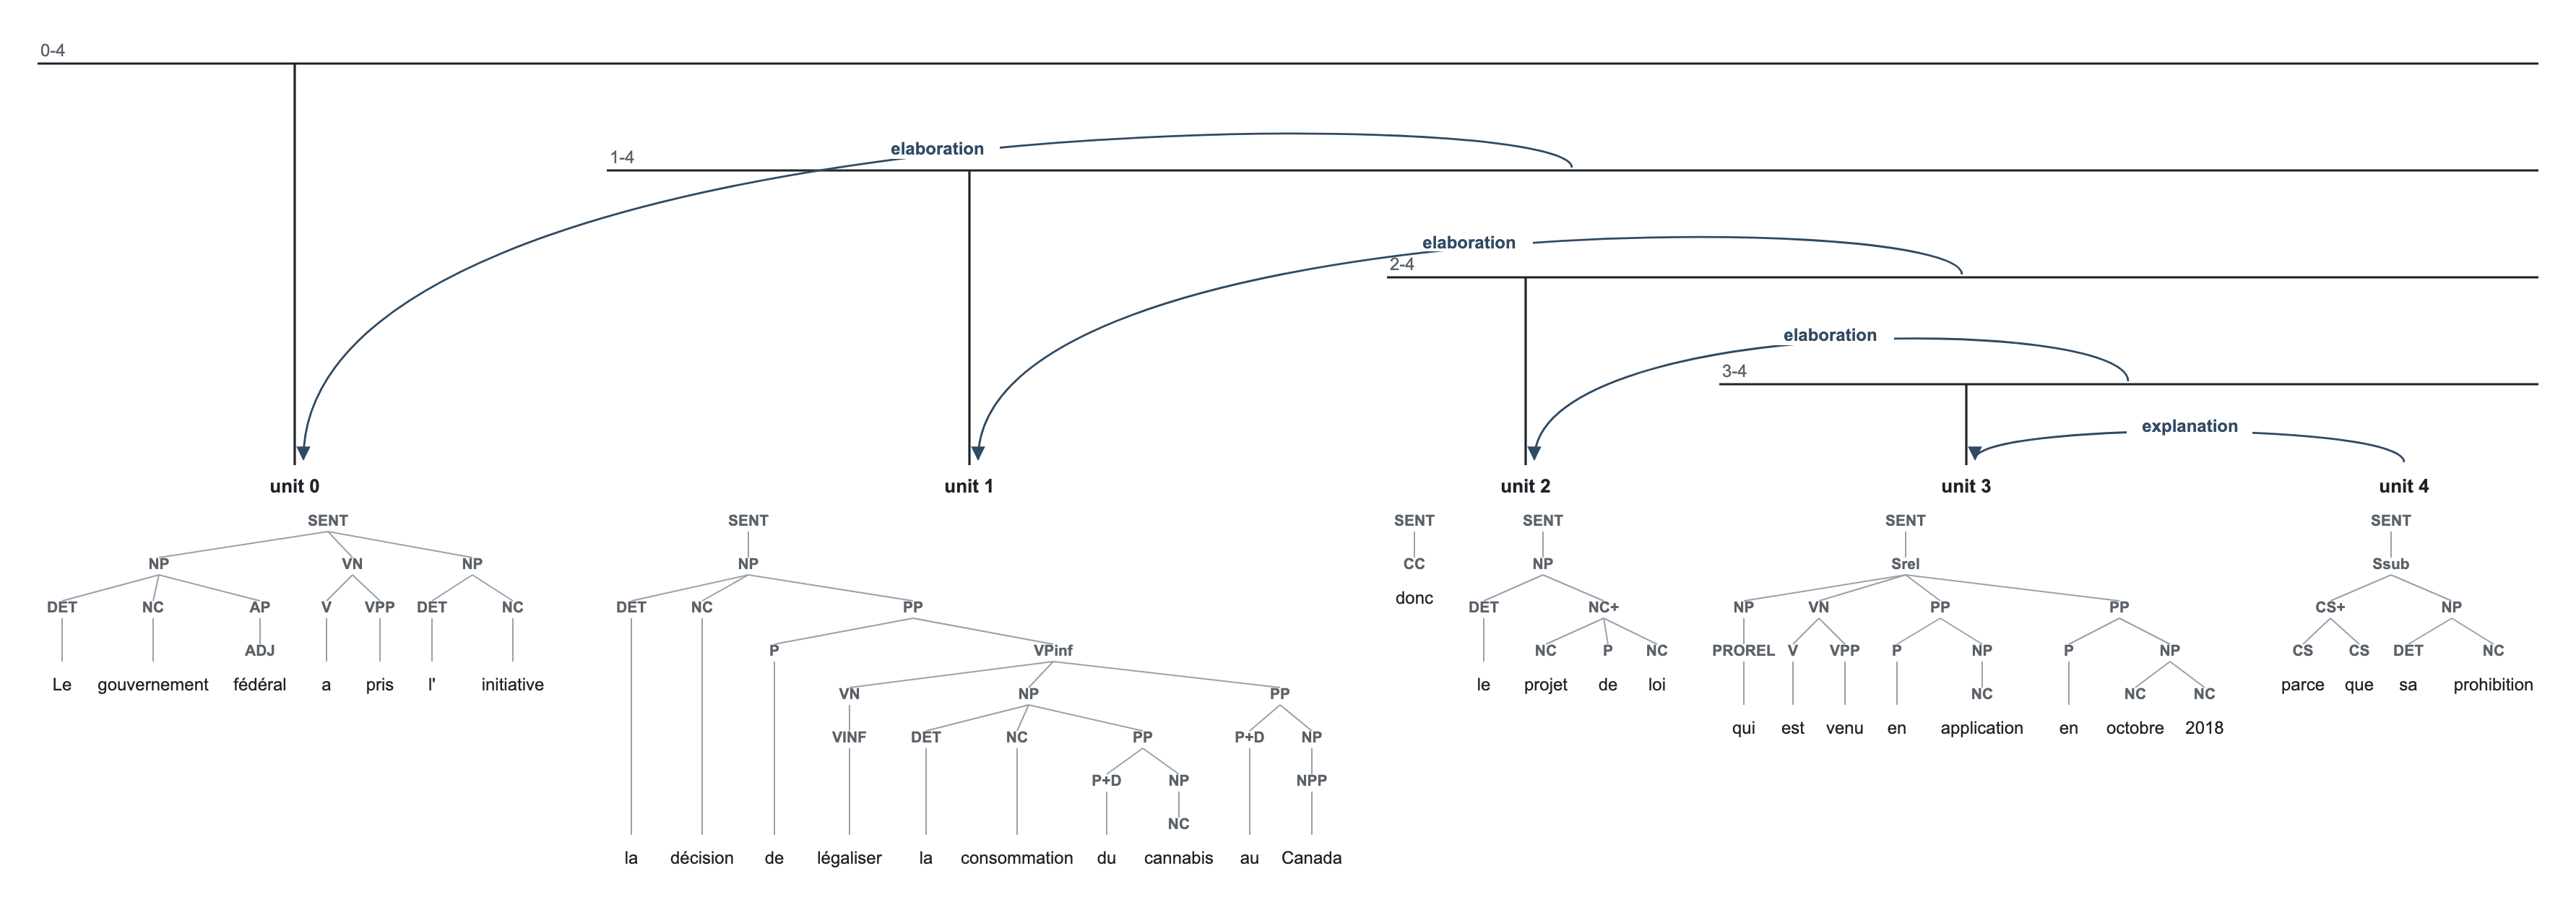 0-4
elaboration
1-4
elaboration
2-4
elaboration
3-4
explanation
unit 0 unit 1 unit 2 unit 3 unit 4
SENT SENT SENT SENT SENT SENT
NP VN NP NP CC NP Srel Ssub
DET NC AP V VPP DET NC DET NC PP DET NC+ NP VN PP PP CS+ NP
ADJ P VPinf NC P NC PROREL V VPP P NP P NP CS CS DET NC
donc
Le gouvernement fédéral a pris l' initiative le projet de loi parce que sa prohibition
VN NP PP NC NC NC
qui est venu en application en octobre 2018
VINF DET NC PP P+D NP
P+D NP NPP
NC
la décision de légaliser la consommation du cannabis au Canada